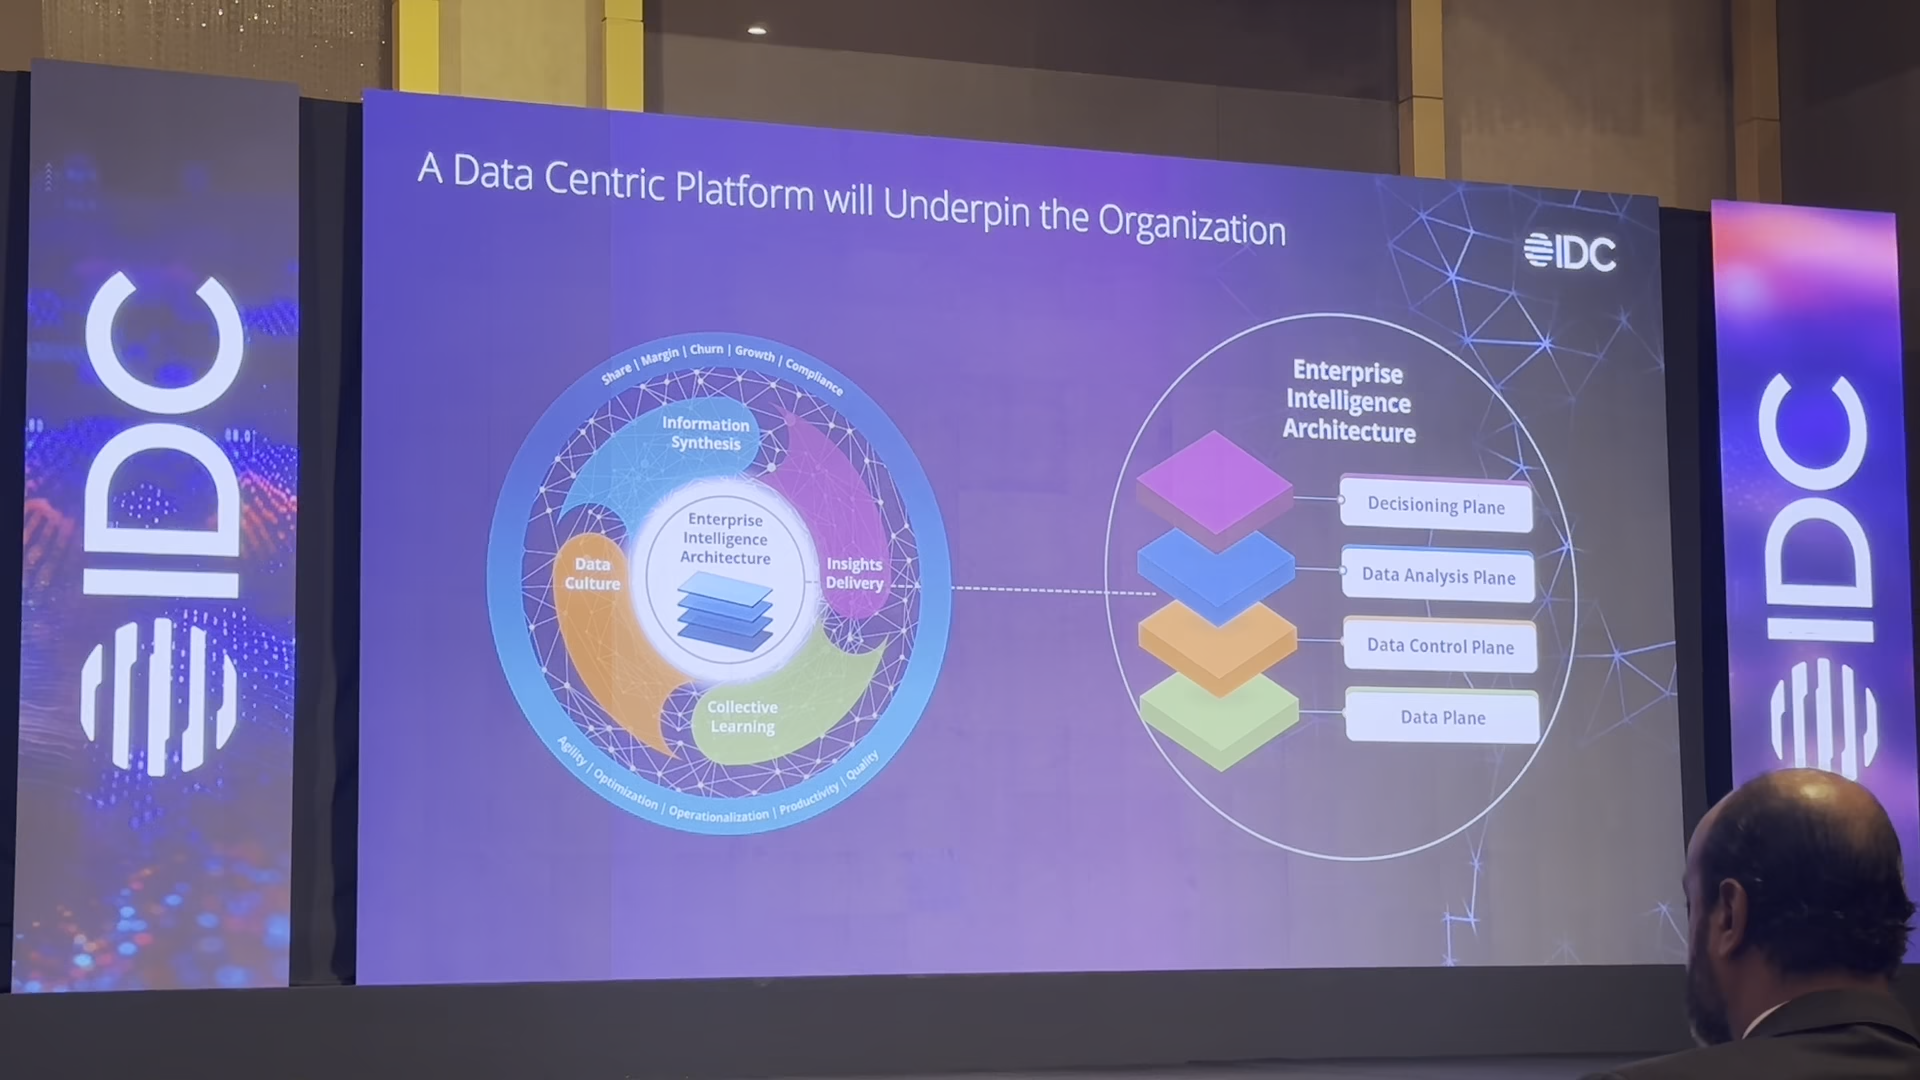 A Data Centric Platform will Underpin the Organization
IDC
IDC
IDC
Share | Margin | Churn | Growth | Compliance
Information
Synthesis
Insights
Delivery
Data
Culture
Collective
Learning
Enterprise
Intelligence
Architecture
Agility | Optimization | Operationalization | Productivity | Quality
Enterprise
Intelligence
Architecture
Decisioning Plane
Data Analysis Plane
Data Control Plane
Data Plane